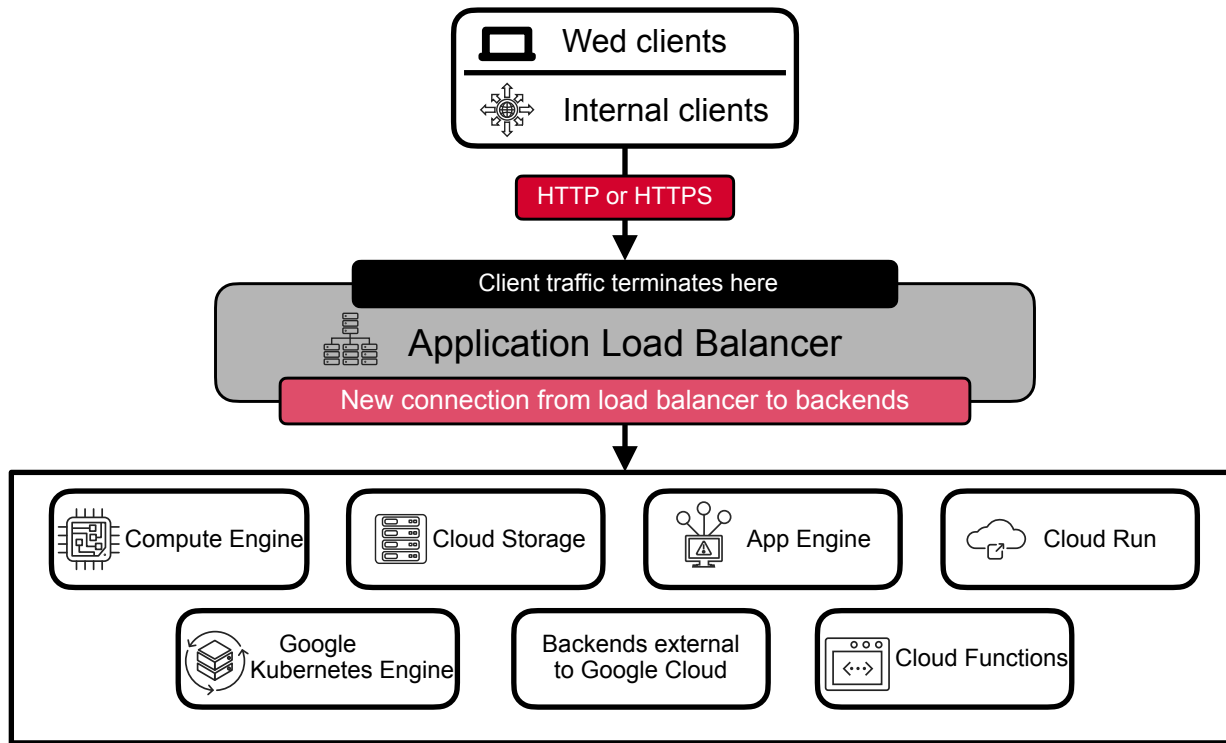 Wed clients
Internal clients
HTTP or HTTPS
Client traffic terminates here
Application Load Balancer
New connection from load balancer to backends
Compute Engine
Cloud Storage
App Engine
Cloud Run
Google
Kubernetes Engine
Backends external
to Google Cloud
Cloud Functions